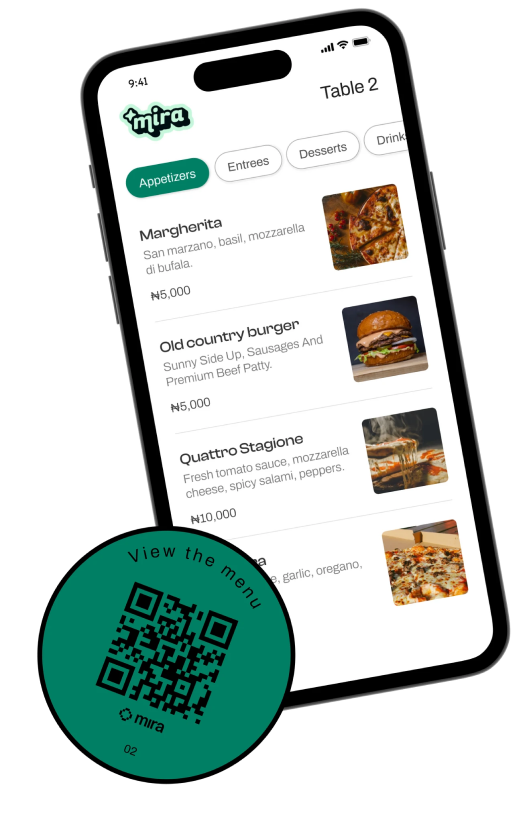 9:41
mira
Table 2
Appetizers
Entrees
Desserts
Drink
Margherita
San marzano, basil, mozzarella
di bufala.
₦5,000
Old country burger
Sunny Side Up, Sausages And
Premium Beef Patty.
₦5,000
Quattro Stagione
Fresh tomato sauce, mozzarella
cheese, spicy salami, peppers.
₦10,000
garlic, oregano,
View the menu
mira
02